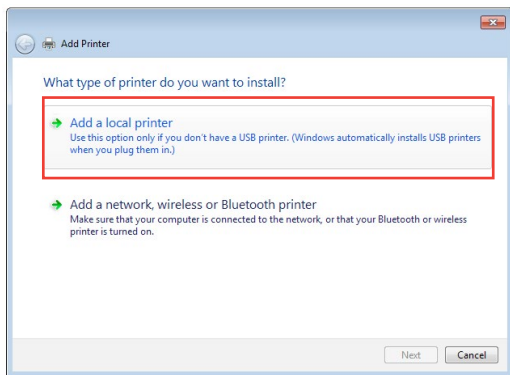 Add Printer
What type of printer do you want to install?
Add a local printer
Use this option only if you don't have a USB printer. (Windows automatically installs USB printers
when you plug them in.)
Add a network, wireless or Bluetooth printer
Make sure that your computer is connected to the network, or that your Bluetooth or wireless
printer is turned on.
Next Cancel